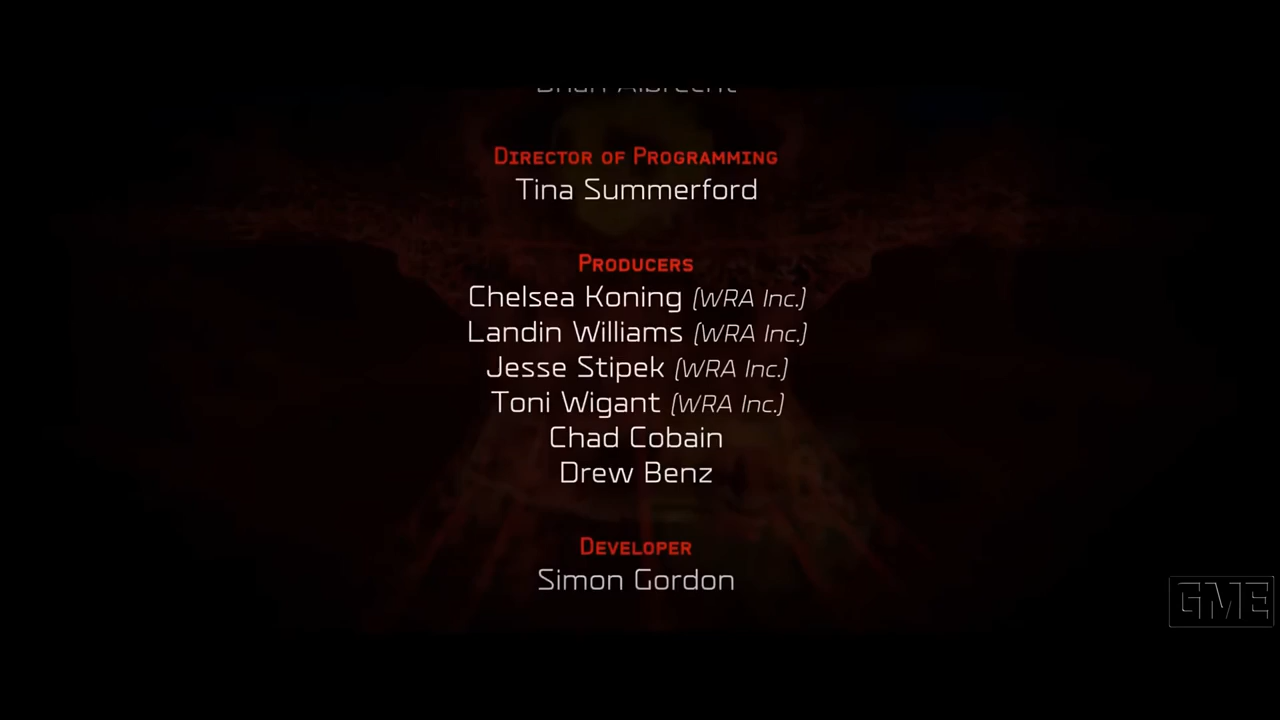 Director of Programming
Tina Summerford
Producers
Chelsea Koning (WRA Inc.)
Landin Williams (WRA Inc.)
Jesse Stipek (WRA Inc.)
Toni Wigant (WRA Inc.)
Chad Cobain
Drew Benz
Developer
Simon Gordon
GME